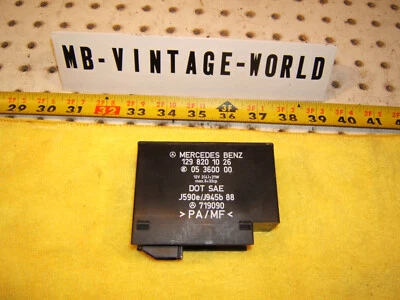 MB-VINTAGE-WORLD
29 30 31 32 33 34 35 36 37 38 39 40 41
MERCEDES BENZ
129 820 10 26
05 3600 00
DOT SAE
J590e/J945b 88
719090
>PA/MF<